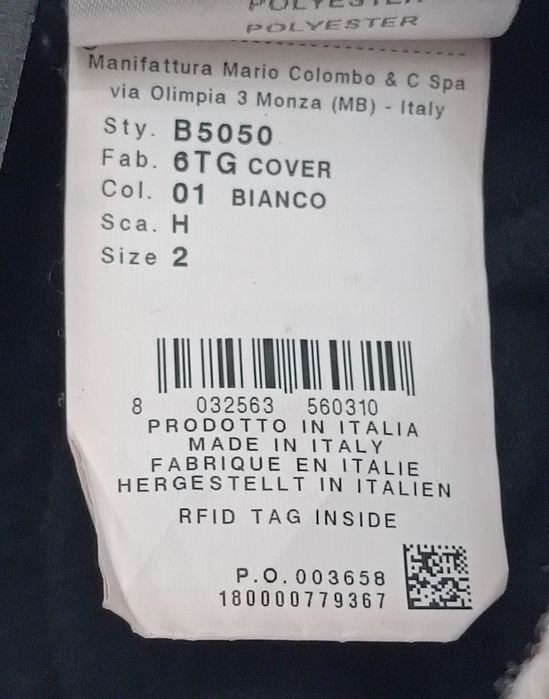 POLYESTER
POLYESTER
Manifattura Mario Colombo & C Spa
via Olimpia 3 Monza (MB) - Italy
Sty. B5050
Fab. 6TG COVER
Col. 01 BIANCO
Sca. H
Size 2
8 032563 560310
PRODOTTO IN ITALIA
MADE IN ITALY
FABRIQUE EN ITALIE
HERGESTELLT IN ITALIEN
RFID TAG INSIDE
P.O. 003658
180000779367